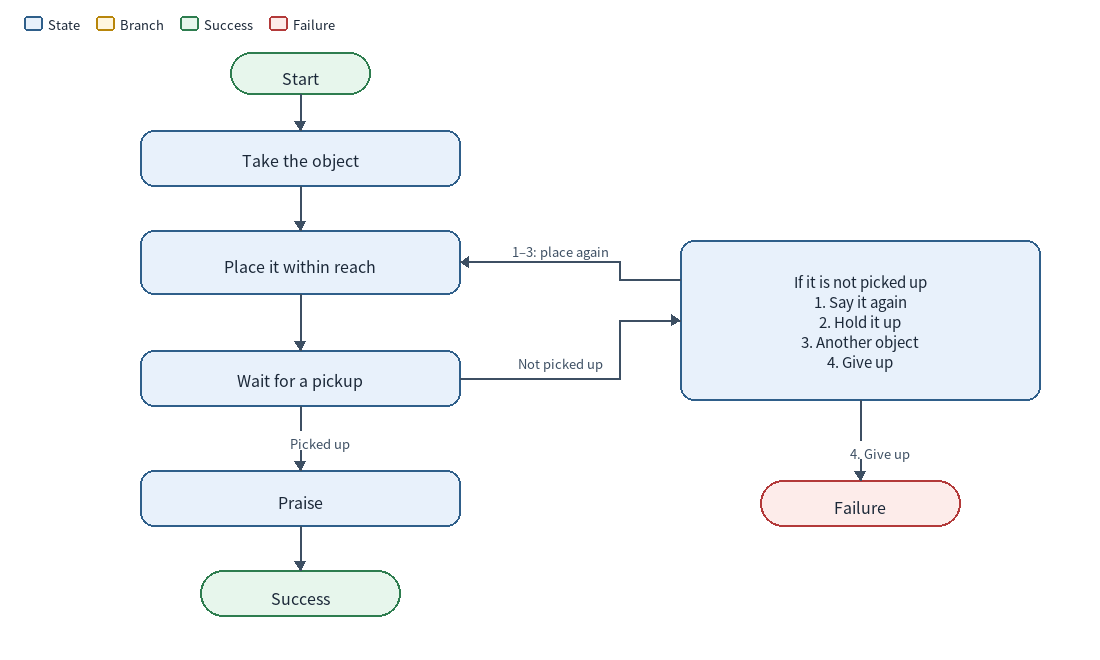 State
Branch
Success
Failure
Start
Take the object
Place it within reach
1–3: place again
If it is not picked up
1. Say it again
2. Hold it up
3. Another object
4. Give up
Wait for a pickup
Not picked up
Picked up
4. Give up
Praise
Failure
Success